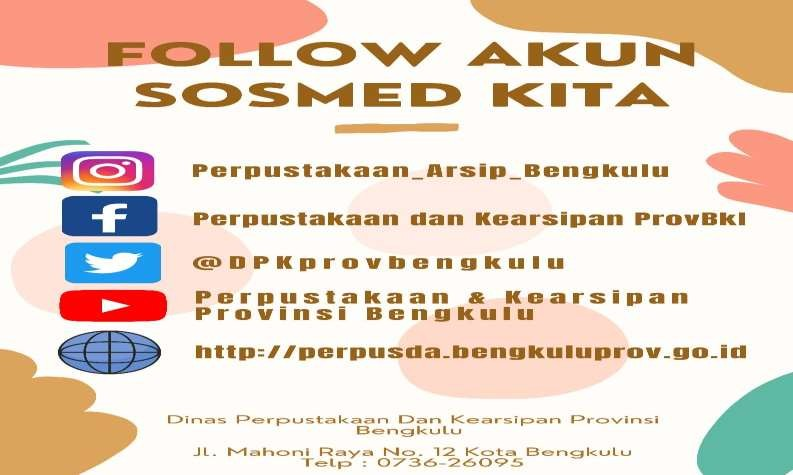 FOLLOW AKUN
SOSMED KITA
Perpustakaan_Arsip_Bengkulu
Perpustakaan dan Kearsipan ProvBkl
@DPKprovbengkulu
Perpustakaan & Kearsipan
Provinsi Bengkulu
http://perpusda.bengkuluprov.go.id
Dinas Perpustakaan Dan Kearsipan Provinsi
Bengkulu
Jl. Mahoni Raya No. 12 Kota Bengkulu
Telp : 0736-26095